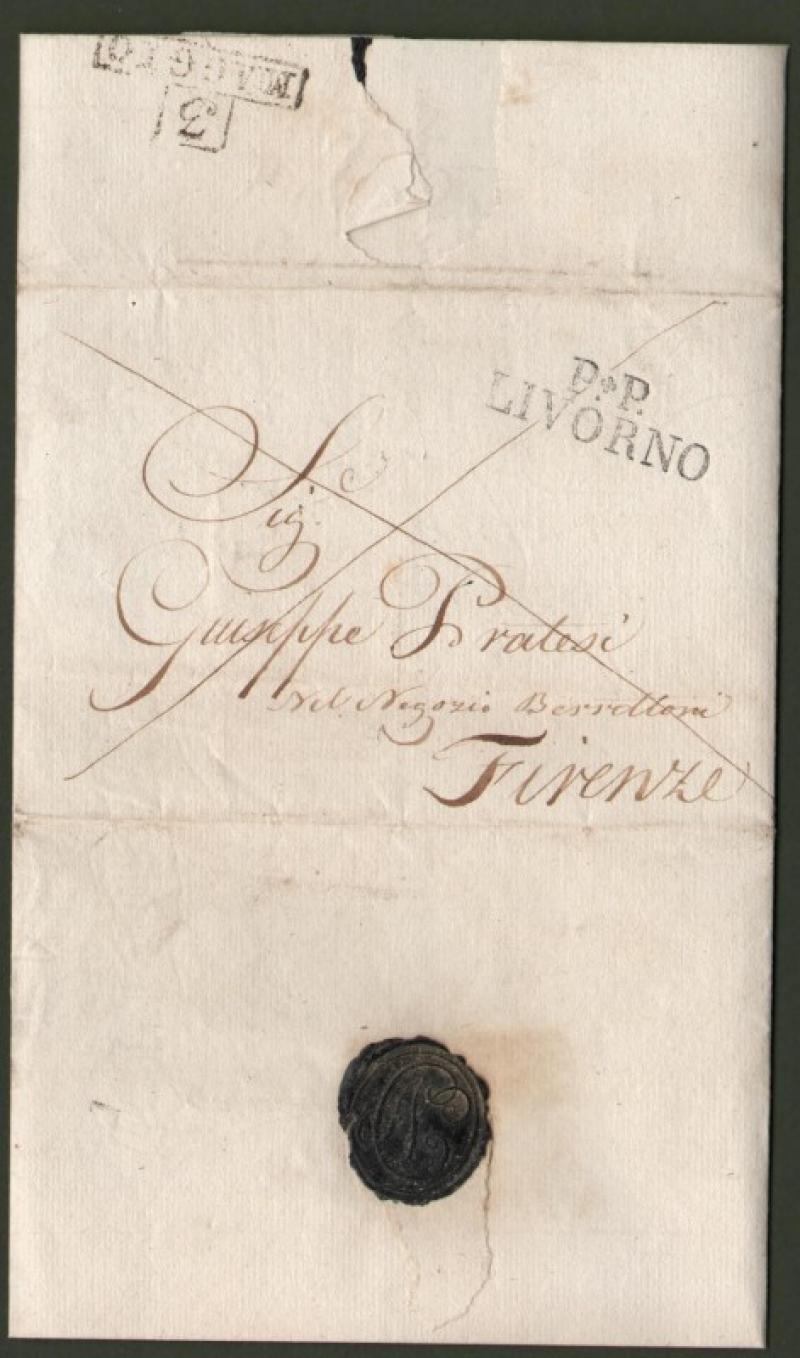 MAGGIO
3
P.P.
LIVORNO
Sig.
Giuseppe Pratesi
Nel Negozio Berrettoni
Firenze